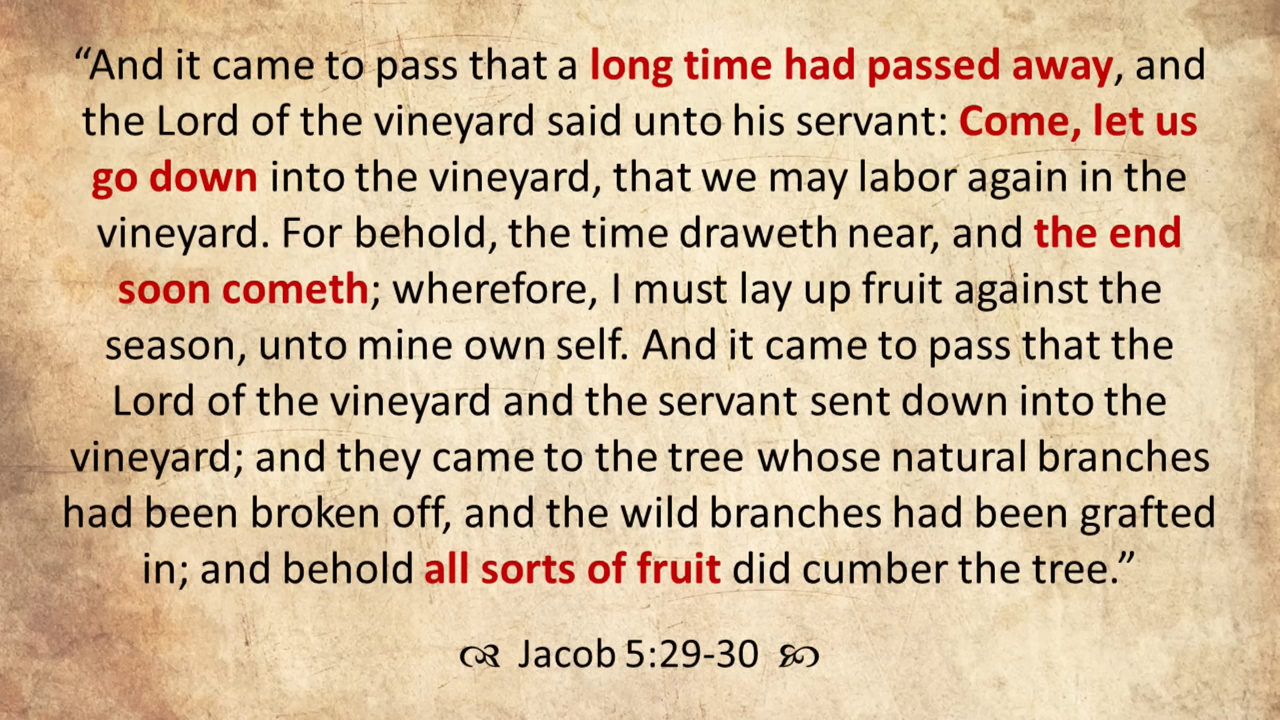 “And it came to pass that a long time had passed away, and
the Lord of the vineyard said unto his servant: Come, let us
go down into the vineyard, that we may labor again in the
vineyard. For behold, the time draweth near, and the end
soon cometh; wherefore, I must lay up fruit against the
season, unto mine own self. And it came to pass that the
Lord of the vineyard and the servant sent down into the
vineyard; and they came to the tree whose natural branches
had been broken off, and the wild branches had been grafted
in; and behold all sorts of fruit did cumber the tree.”
Jacob 5:29-30